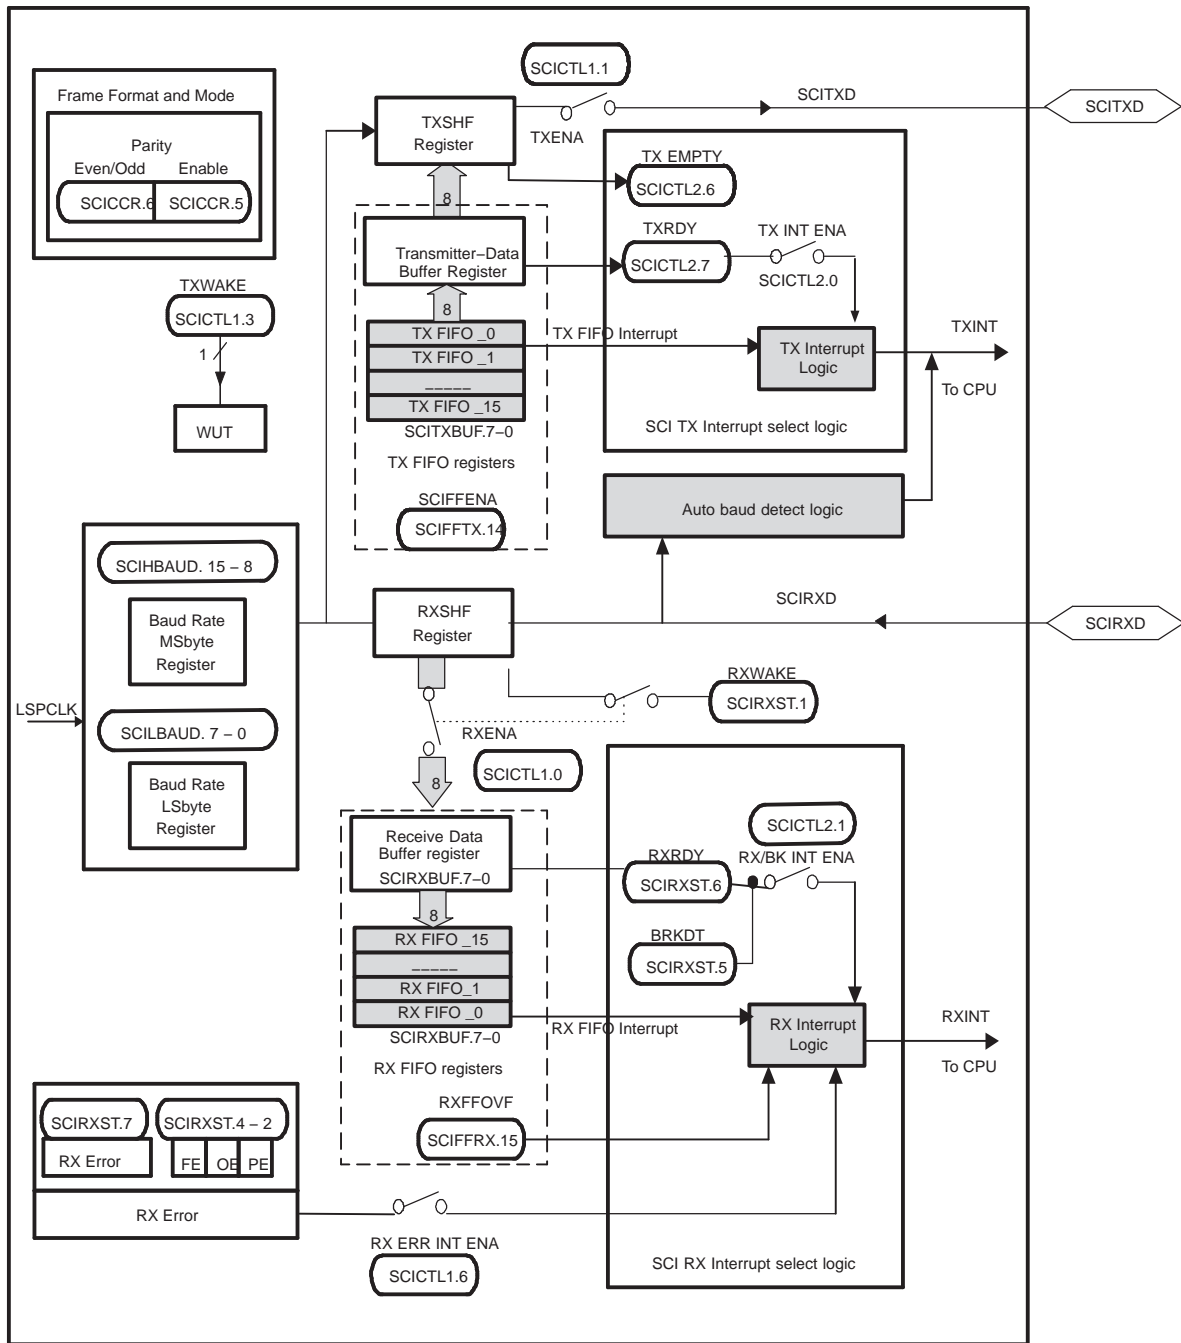 SCICTL1.1
Frame Format and Mode
Parity
Even/Odd
Enable
SCICCR.6
SCICCR.5
TXSHF
Register
TXENA
SCITXD
SCITXD
8
TX EMPTY
SCICTL2.6
Transmitter–Data
Buffer Register
TXRDY
SCICTL2.7
TX INT ENA
SCICTL2.0
TXWAKE
SCICTL1.3
1
WUT
8
TX FIFO _0
TX FIFO _1
_____
TX FIFO _15
SCITXBUF.7–0
TX FIFO registers
SCIFFENA
SCIFFTX.14
TX FIFO Interrupt
TX Interrupt
Logic
TXINT
To CPU
SCI TX Interrupt select logic
Auto baud detect logic
SCIHBAUD. 15 – 8
Baud Rate
MSbyte
Register
LSPCLK
SCILBAUD. 7 – 0
Baud Rate
LSbyte
Register
RXSHF
Register
SCIRXD
SCIRXD
RXWAKE
SCIRXST.1
RXENA
SCICTL1.0
8
Receive Data
Buffer register
SCIRXBUF.7–0
8
RX FIFO _15
_____
RX FIFO_1
RX FIFO _0
SCIRXBUF.7–0
RX FIFO registers
SCICTL2.1
RXRDY
RX/BK INT ENA
SCIRXST.6
BRKDT
SCIRXST.5
RX FIFO Interrupt
RX Interrupt
Logic
RXINT
To CPU
RXFFOVF
SCIFFRX.15
SCIRXST.7
SCIRXST.4 – 2
RX Error
FE
OE
PE
RX Error
RX ERR INT ENA
SCICTL1.6
SCI RX Interrupt select logic